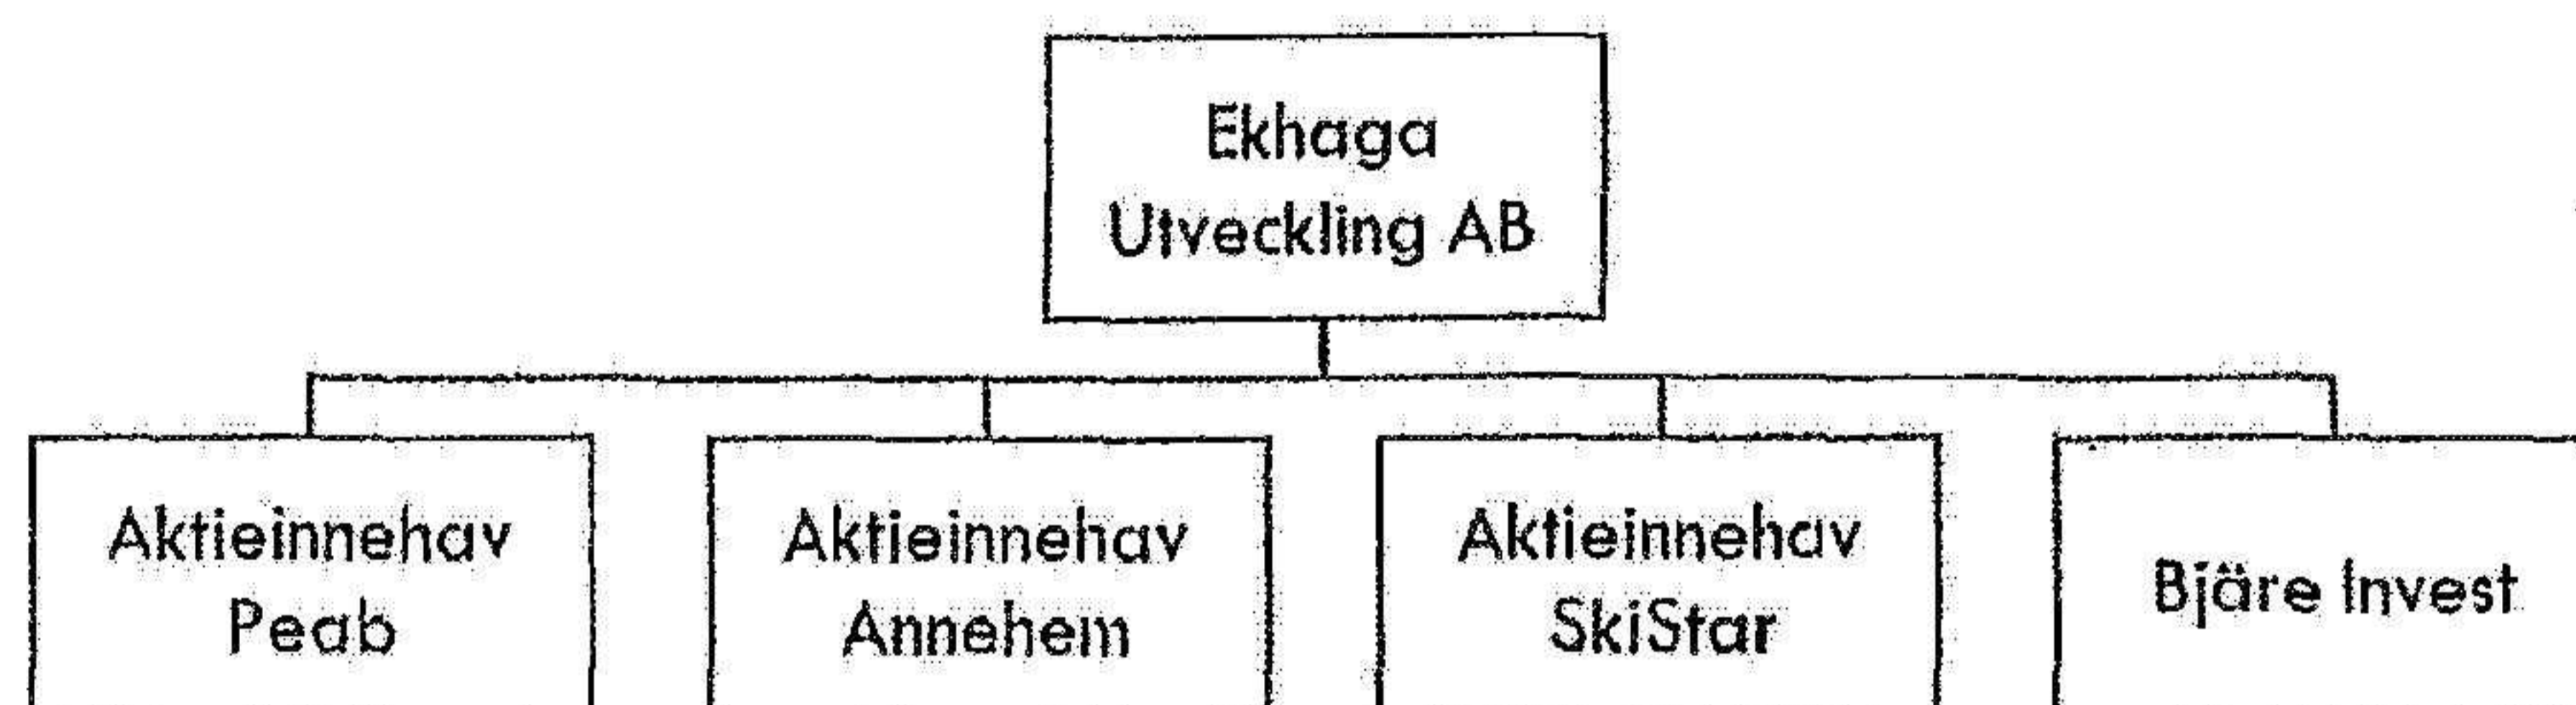 Ekhaga
Utveckling AB
Aktieinnehav
Peab
Aktieinnehav
Annehem
Aktieinnehav
SkiStar
Bjäre Invest